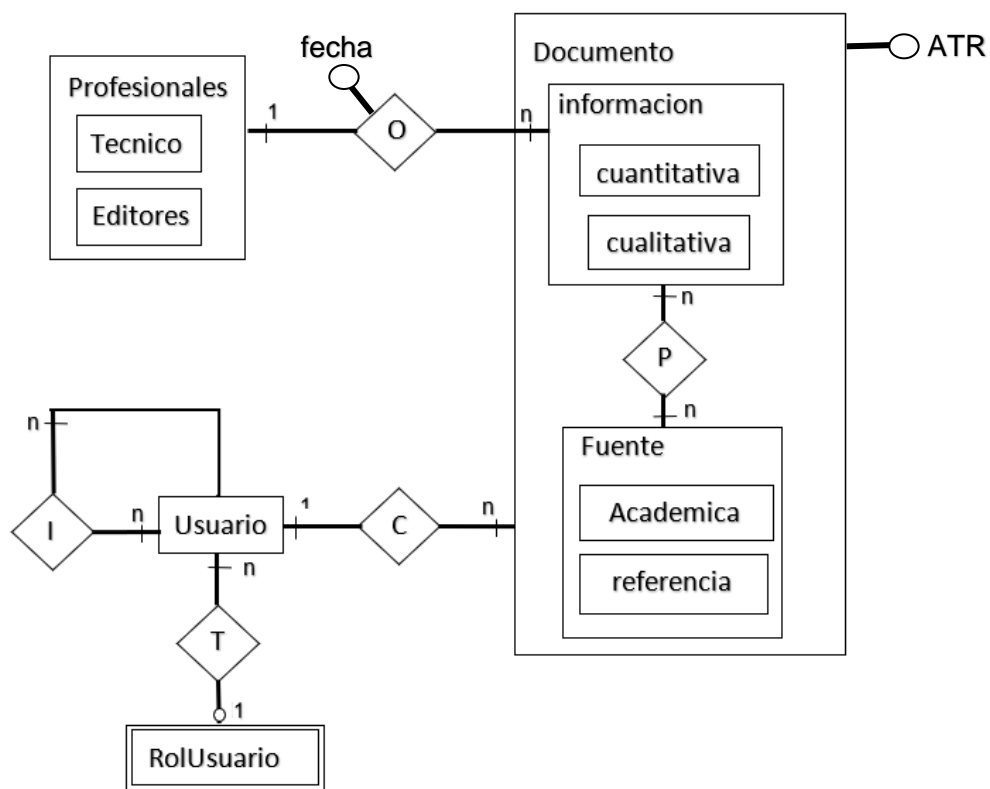 fecha
Documento
ATR
Profesionales
Tecnico
Editores
1
O
n
informacion
cuantitativa
cualitativa
n
P
n
Fuente
Academica
referencia
n
I
n
Usuario
1
C
n
n
T
1
RolUsuario